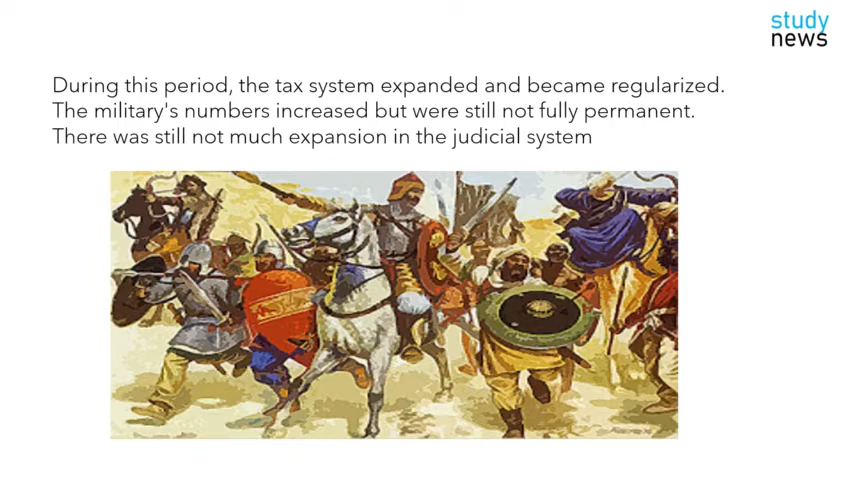 study
news
During this period, the tax system expanded and became regularized.
The military's numbers increased but were still not fully permanent.
There was still not much expansion in the judicial system